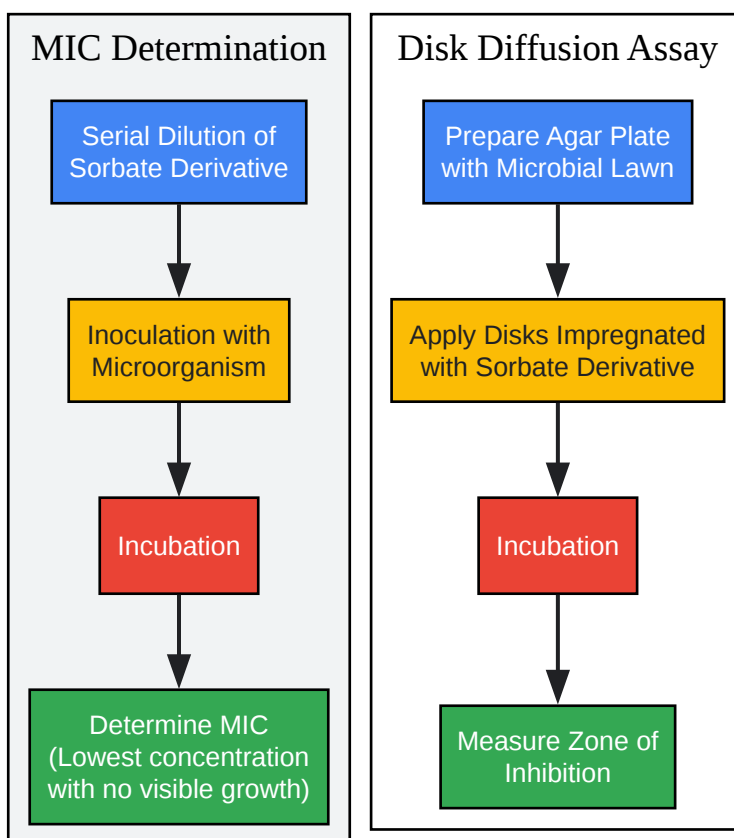 MIC Determination
Serial Dilution of
Sorbate Derivative
Inoculation with
Microorganism
Incubation
Determine MIC
(Lowest concentration
with no visible growth)
Disk Diffusion Assay
Prepare Agar Plate
with Microbial Lawn
Apply Disks Impregnated
with Sorbate Derivative
Incubation
Measure Zone of
Inhibition